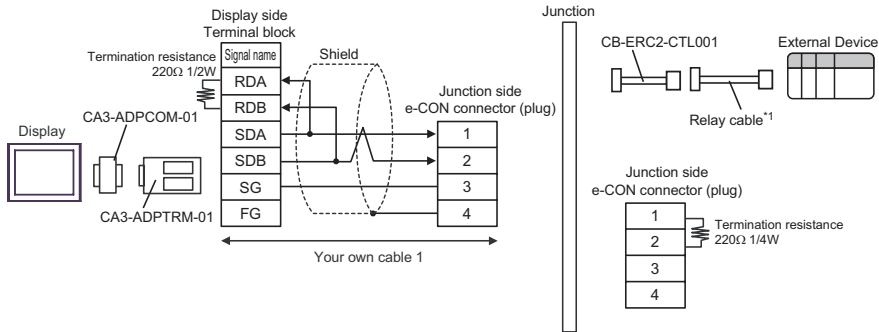 Display side
Terminal block
Signal name
Termination resistance
220Ω 1/2W
RDA
RDB
SDA
SDB
SG
FG
Shield
Display
CA3-ADPCOM-01
CA3-ADPTRM-01
Junction side
e-CON connector (plug)
1
2
3
4
Your own cable 1
Junction
CB-ERC2-CTL001
External Device
Relay cable*1
Junction side
e-CON connector (plug)
1
2
3
4
Termination resistance
220Ω 1/4W